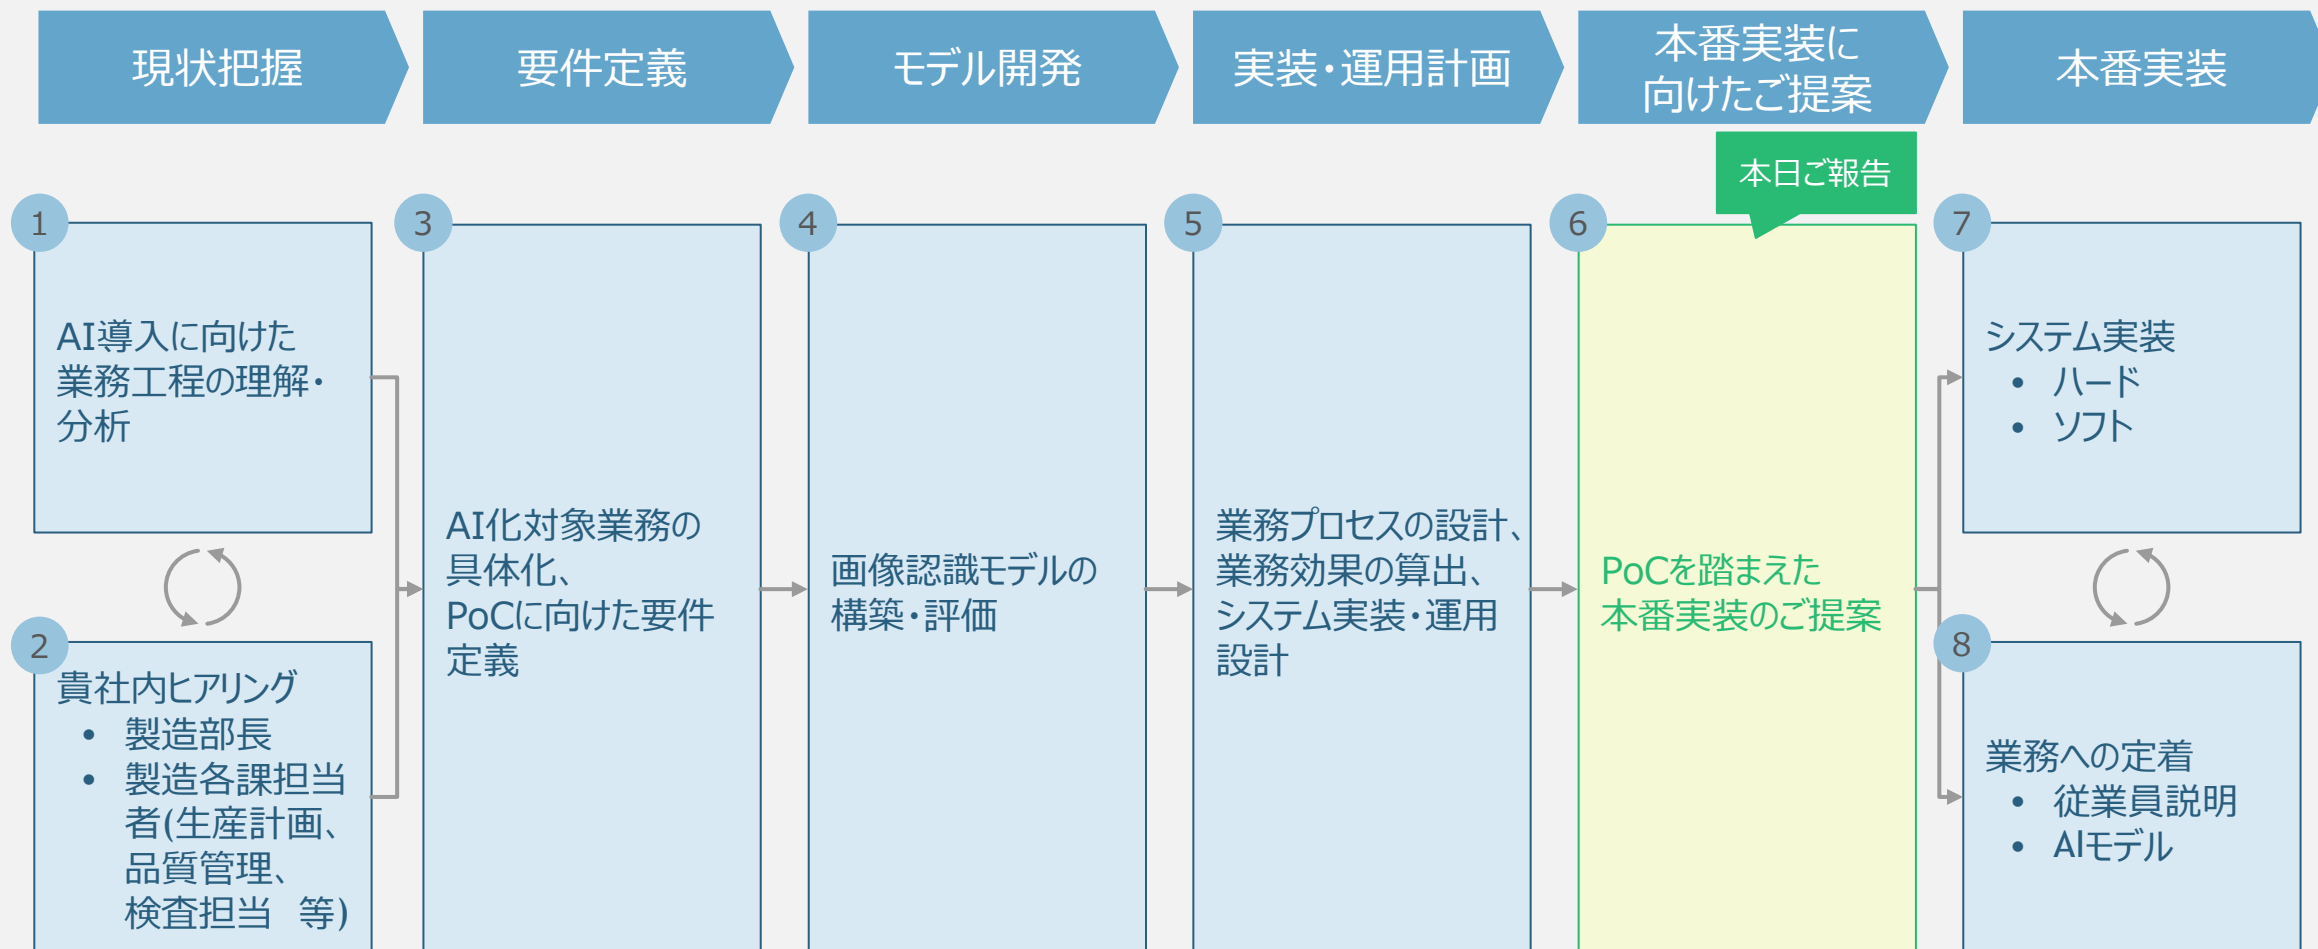 現状把握
要件定義
モデル開発
実装・運用計画
本番実装に
向けたご提案
本番実装
本日ご報告
1
AI導入に向けた
業務工程の理解・
分析
2
貴社内ヒアリング
• 製造部長
• 製造各課担当
者(生産計画、
品質管理、
検査担当　等)
3
AI化対象業務の
具体化、
PoCに向けた要件
定義
4
画像認識モデルの
構築・評価
5
業務プロセスの設計、
業務効果の算出、
システム実装・運用
設計
6
PoCを踏まえた
本番実装のご提案
7
システム実装
• ハード
• ソフト
8
業務への定着
• 従業員説明
• AIモデル